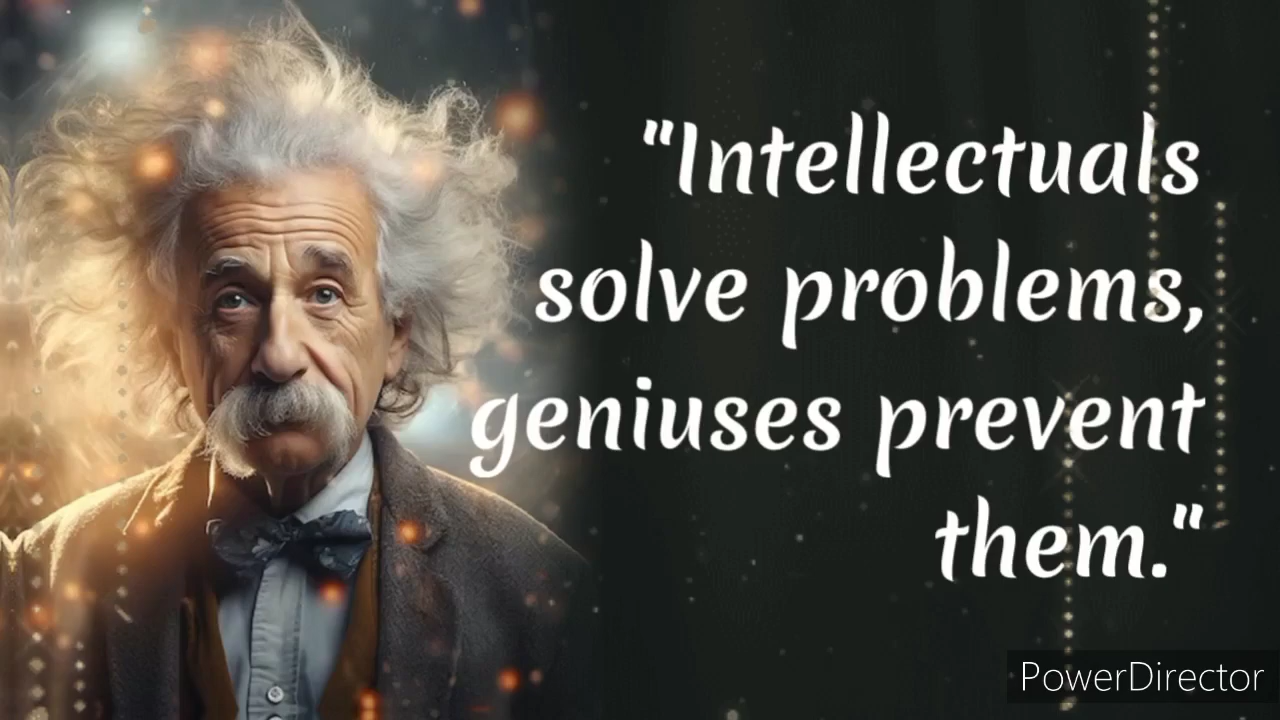 "Intellectuals
solve problems,
geniuses prevent
them."
PowerDirector